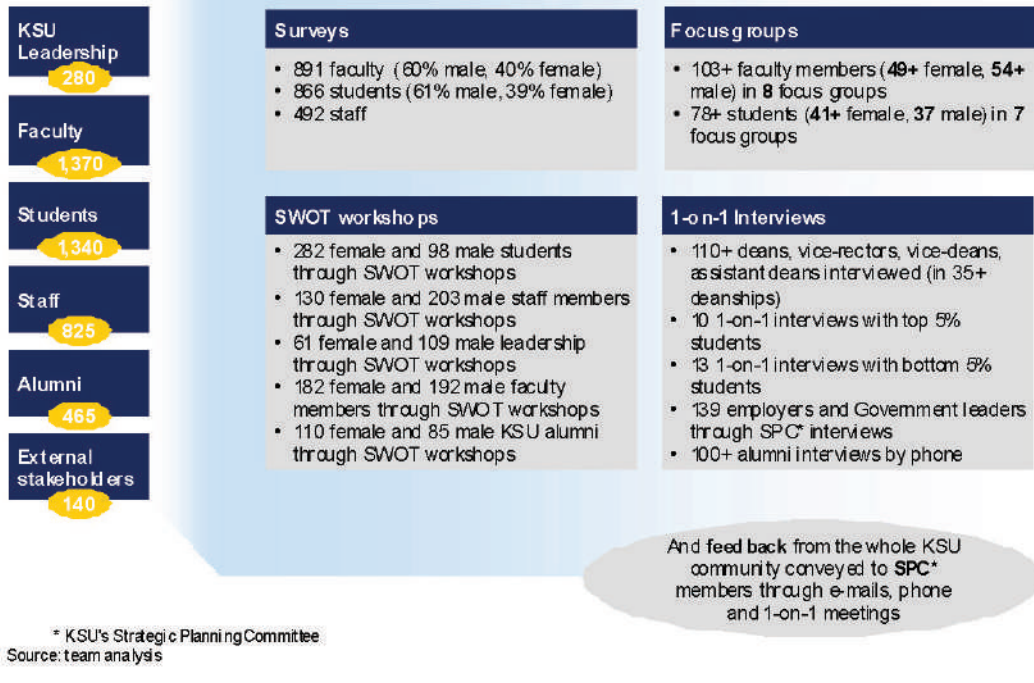 KSU
Leadership
280
Faculty
1,370
Students
1,340
Staff
825
Alumni
465
External
stakeholders
140
Surveys
• 891 faculty (60% male, 40% female)
• 866 students (61% male, 39% female)
• 492 staff
Focus groups
• 103+ faculty members (49+ female, 54+
male) in 8 focus groups
• 78+ students (41+ female, 37 male) in 7
focus groups
SWOT workshops
• 282 female and 98 male students
through SWOT workshops
• 130 female and 203 male staff members
through SWOT workshops
• 61 female and 109 male leadership
through SWOT workshops
• 182 female and 192 male faculty
members through SWOT workshops
• 110 female and 85 male KSU alumni
through SWOT workshops
1-on-1 Interviews
• 110+ deans, vice-rectors, vice-deans,
assistant deans interviewed (in 35+
deanships)
• 10 1-on-1 interviews with top 5%
students
• 13 1-on-1 interviews with bottom 5%
students
• 139 employers and Government leaders
through SPC* interviews
• 100+ alumni interviews by phone
And feed back from the whole KSU
community conveyed to SPC*
members through e-mails, phone
and 1-on-1 meetings
* KSU's Strategic Planning Committee
Source: team analysis